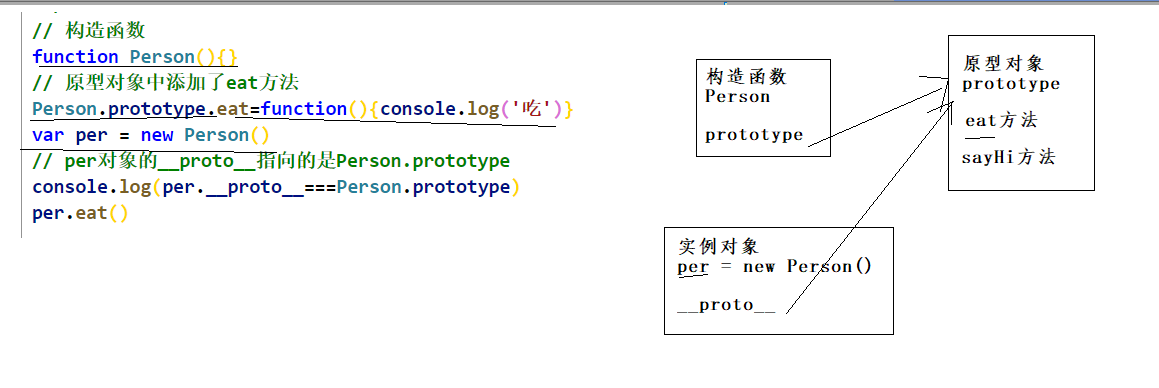 // 构造函数
function Person(){}
// 原型对象中添加了eat方法
Person.prototype.eat=function(){console.log('吃')}
var per = new Person()
// per对象的__proto__指向的是Person.prototype
console.log(per.__proto__===Person.prototype)
per.eat()
构造函数
Person
prototype
原型对象
prototype
eat方法
sayHi方法
实例对象
per = new Person()
__proto__